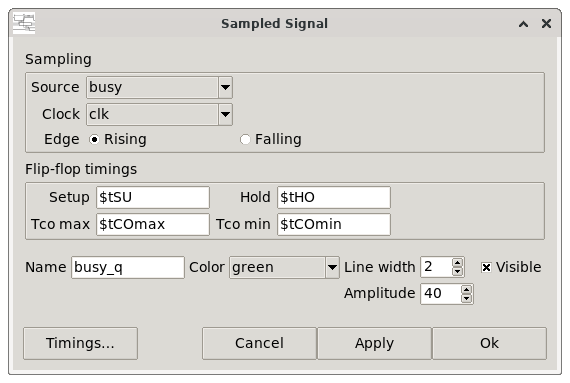 Sampled Signal
Sampling
Source busy
Clock clk
Edge Rising Falling
Flip-flop timings
Setup $tSU Hold $tHO
Tco max $tCOmax Tco min $tCOmin
Name busy_q Color green Line width 2 Visible
Amplitude 40
Timings... Cancel Apply Ok